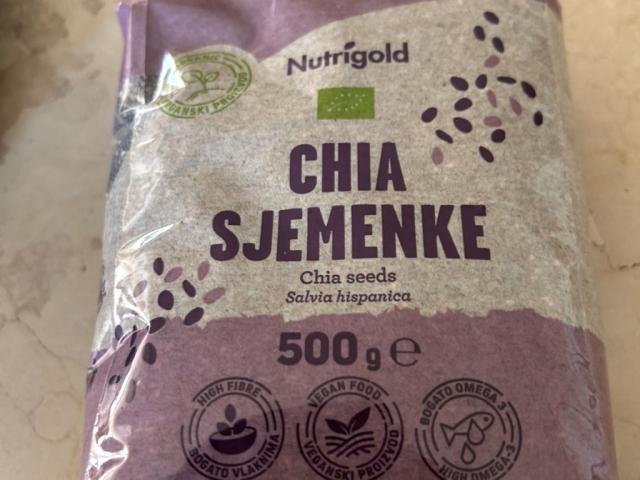 Nutrigold
VEGANSKI PROIZVOD
CHIA
SJEMENKE
Chia seeds
Salvia hispanica
500 g ℮
HIGH FIBRE
BOGATO VLAKNIMA
VEGAN FOOD
VEGANSKI PROIZVOD
BOGATO OMEGA-3
HIGH OMEGA-3